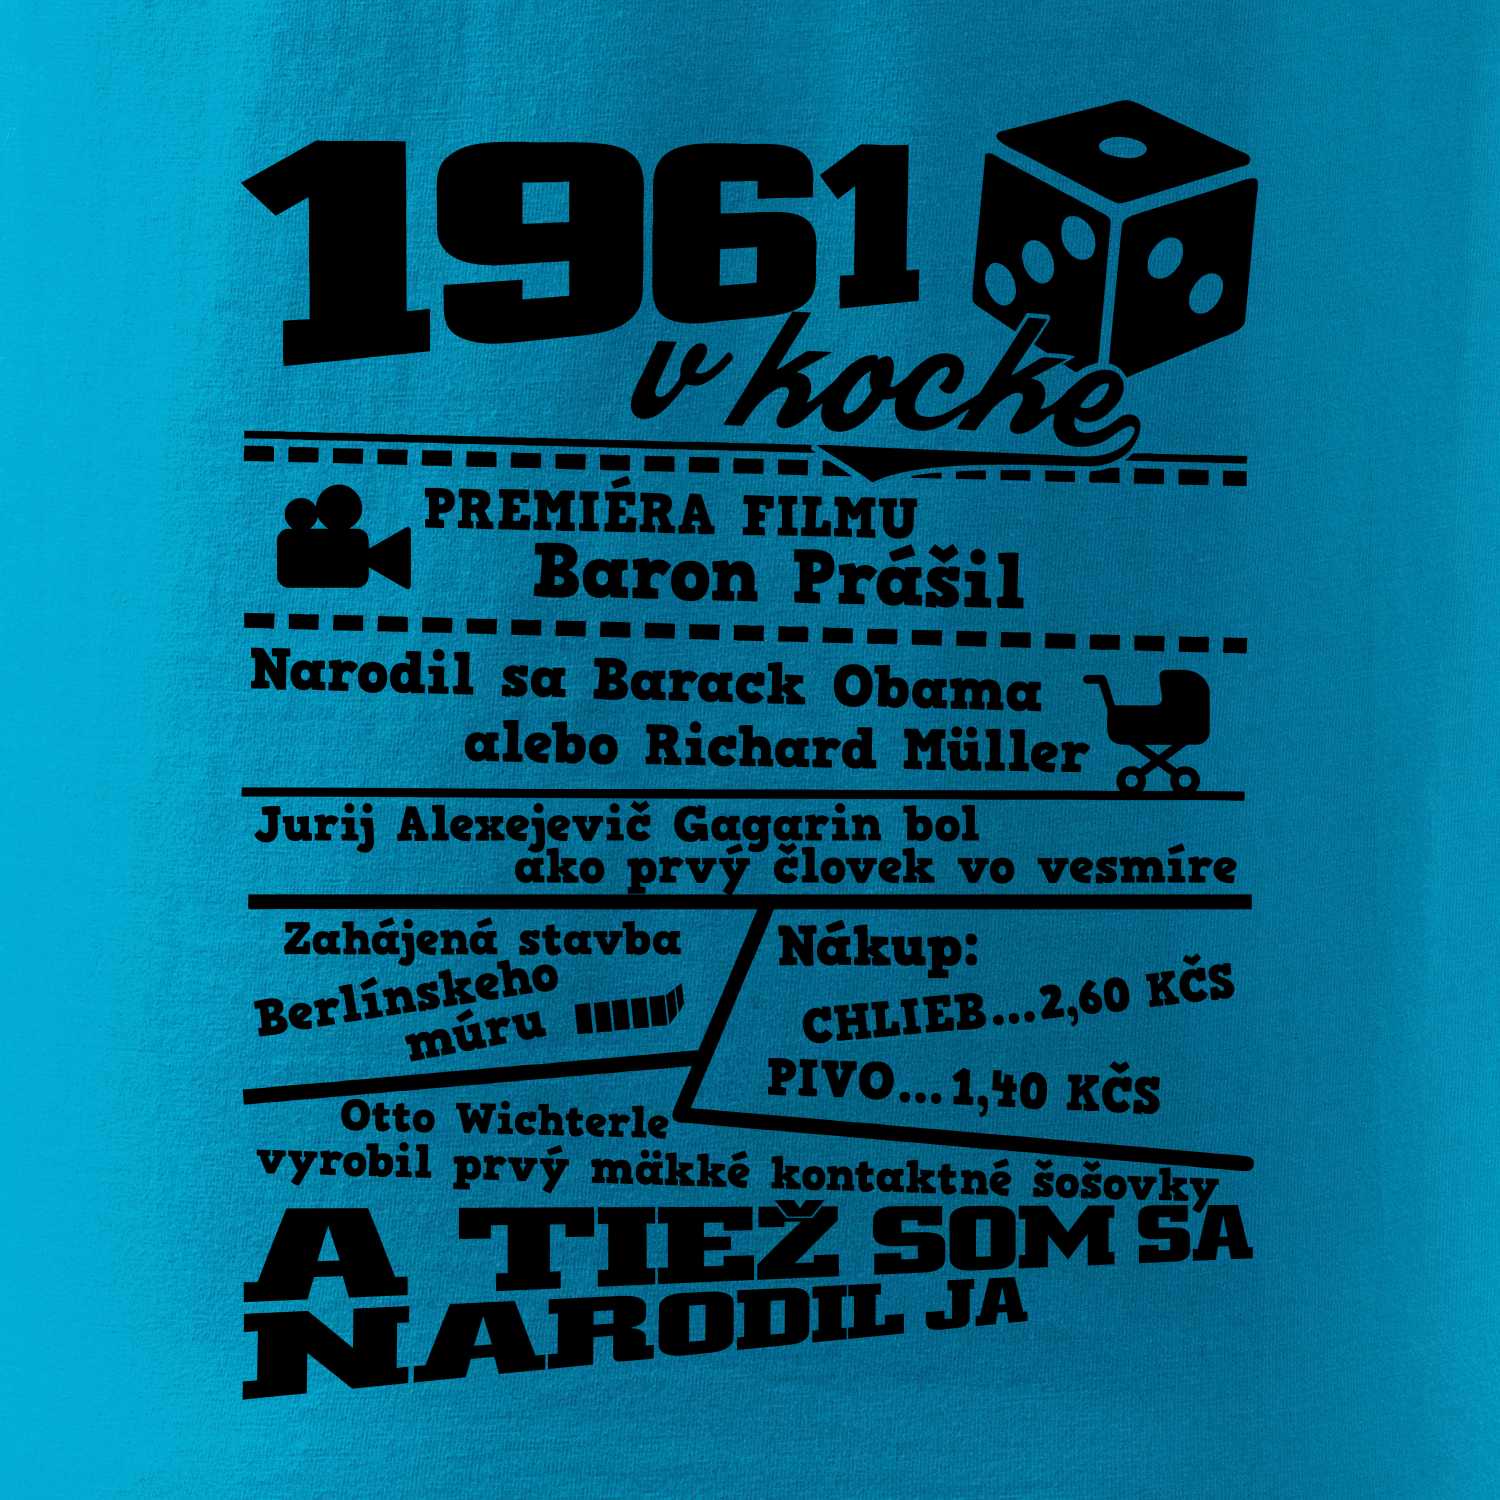 1961
v kocke
PREMIÉRA FILMU
Baron Prášil
Narodil sa Barack Obama
alebo Richard Müller
Jurij Alexejevič Gagarin bol
ako prvý človek vo vesmíre
Zahájená stavba
Berlínskeho
múru
Nákup:
CHLIEB...2,60 KČS
PIVO...1,40 KČS
Otto Wichterle
vyrobil prvý mäkké kontaktné šošovky
A TIEŽ SOM SA
NARODIL JA